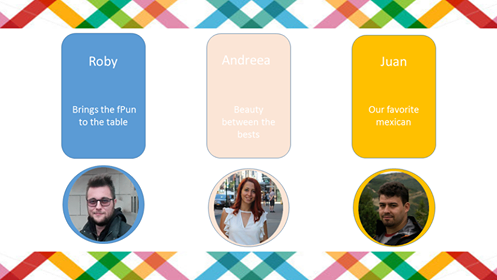 Roby
Brings the fPun
to the table
Andreea
Beauty
between the
bests
Juan
Our favorite
mexican